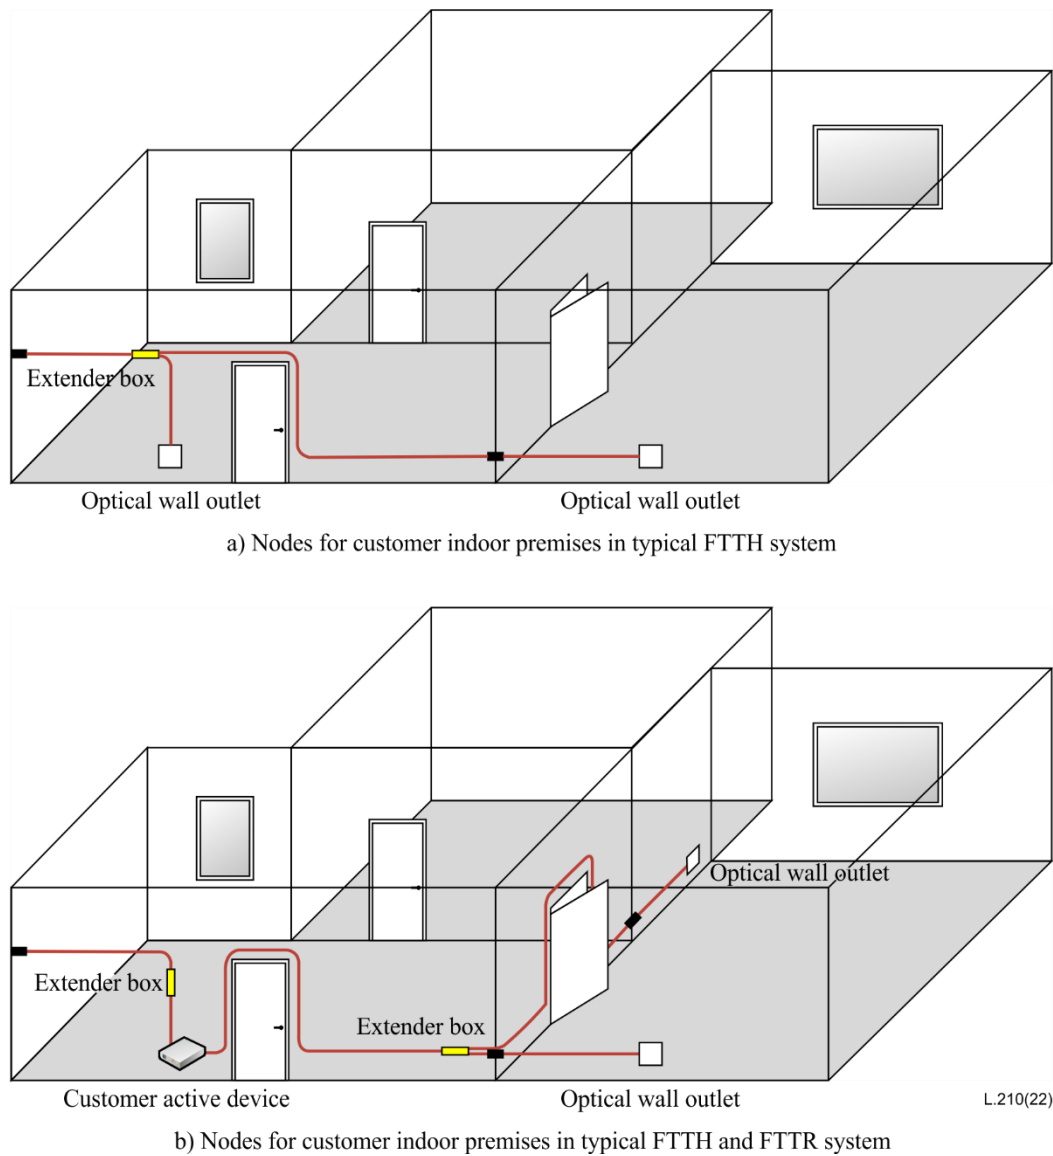 Extender box
Optical wall outlet
Optical wall outlet
a) Nodes for customer indoor premises in typical FTTH system
Optical wall outlet
Extender box
Extender box
Customer active device
Optical wall outlet
L.210(22)
b) Nodes for customer indoor premises in typical FTTH and FTTR system